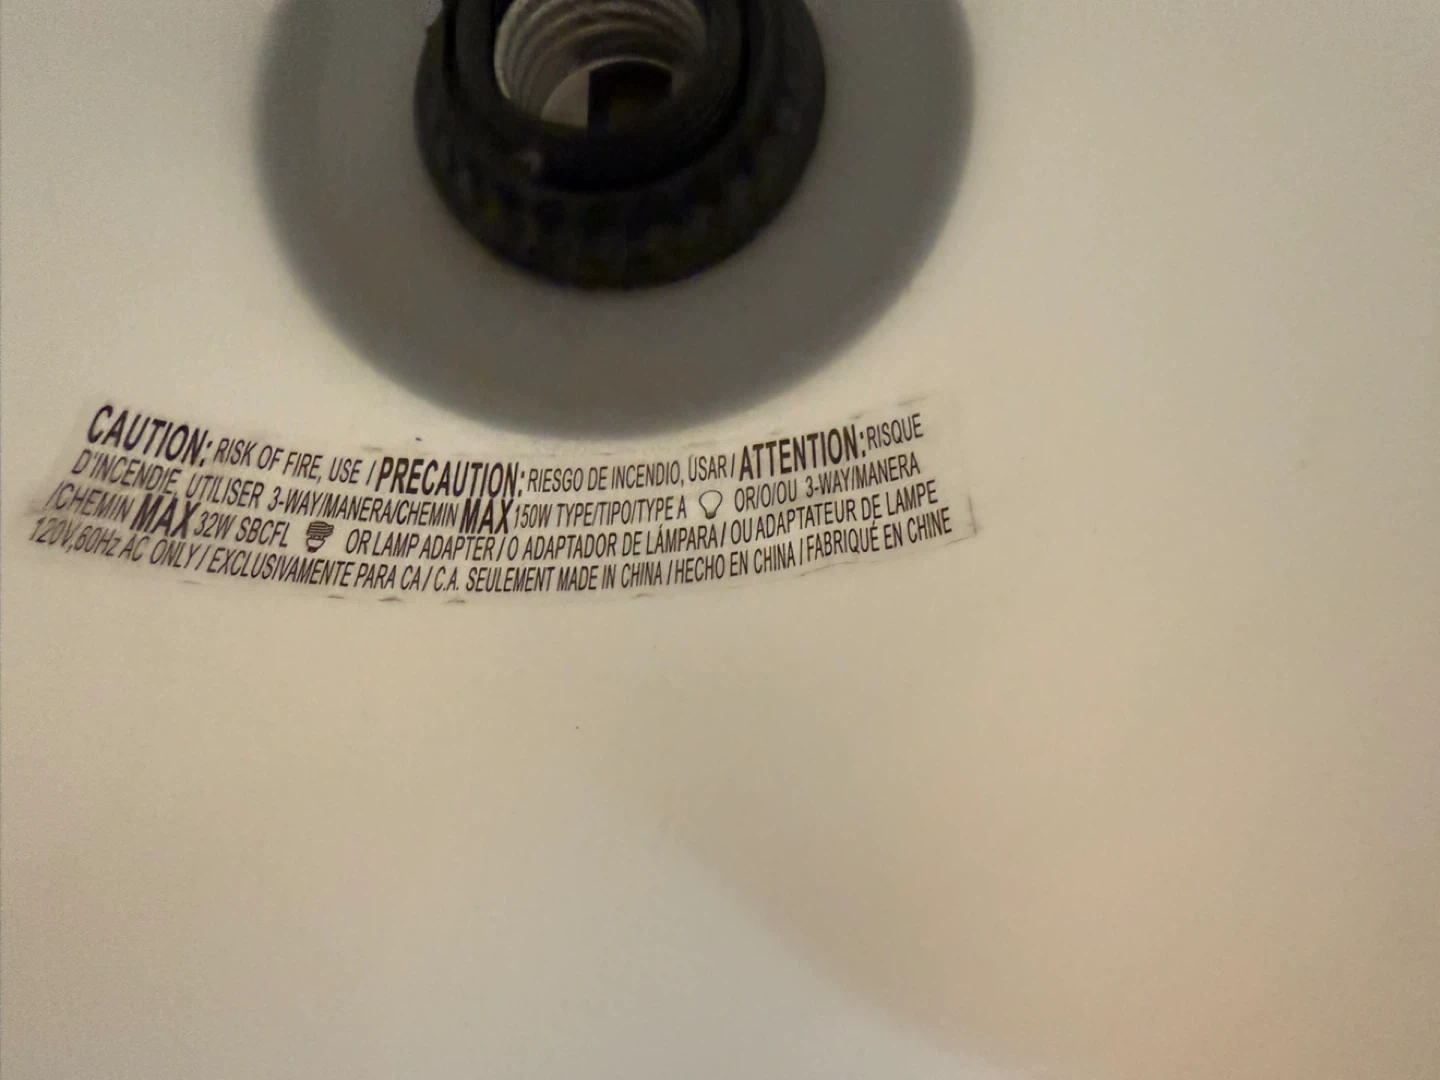 CAUTION: RISK OF FIRE, USE / PRECAUTION: RIESGO DE INCENDIO, USAR / ATTENTION: RISQUE
D'INCENDIE, UTILISER 3-WAY/MANERA/CHEMIN MAX 150W TYPE/TIPO/TYPE A OR/O/OU 3-WAY/MANERA
/CHEMIN MAX 32W SBCFL OR LAMP ADAPTER / O ADAPTADOR DE LÁMPARA / OU ADAPTATEUR DE LAMPE
120V,60Hz AC ONLY / EXCLUSIVAMENTE PARA CA / C.A. SEULEMENT MADE IN CHINA / HECHO EN CHINA / FABRIQUÉ EN CHINE